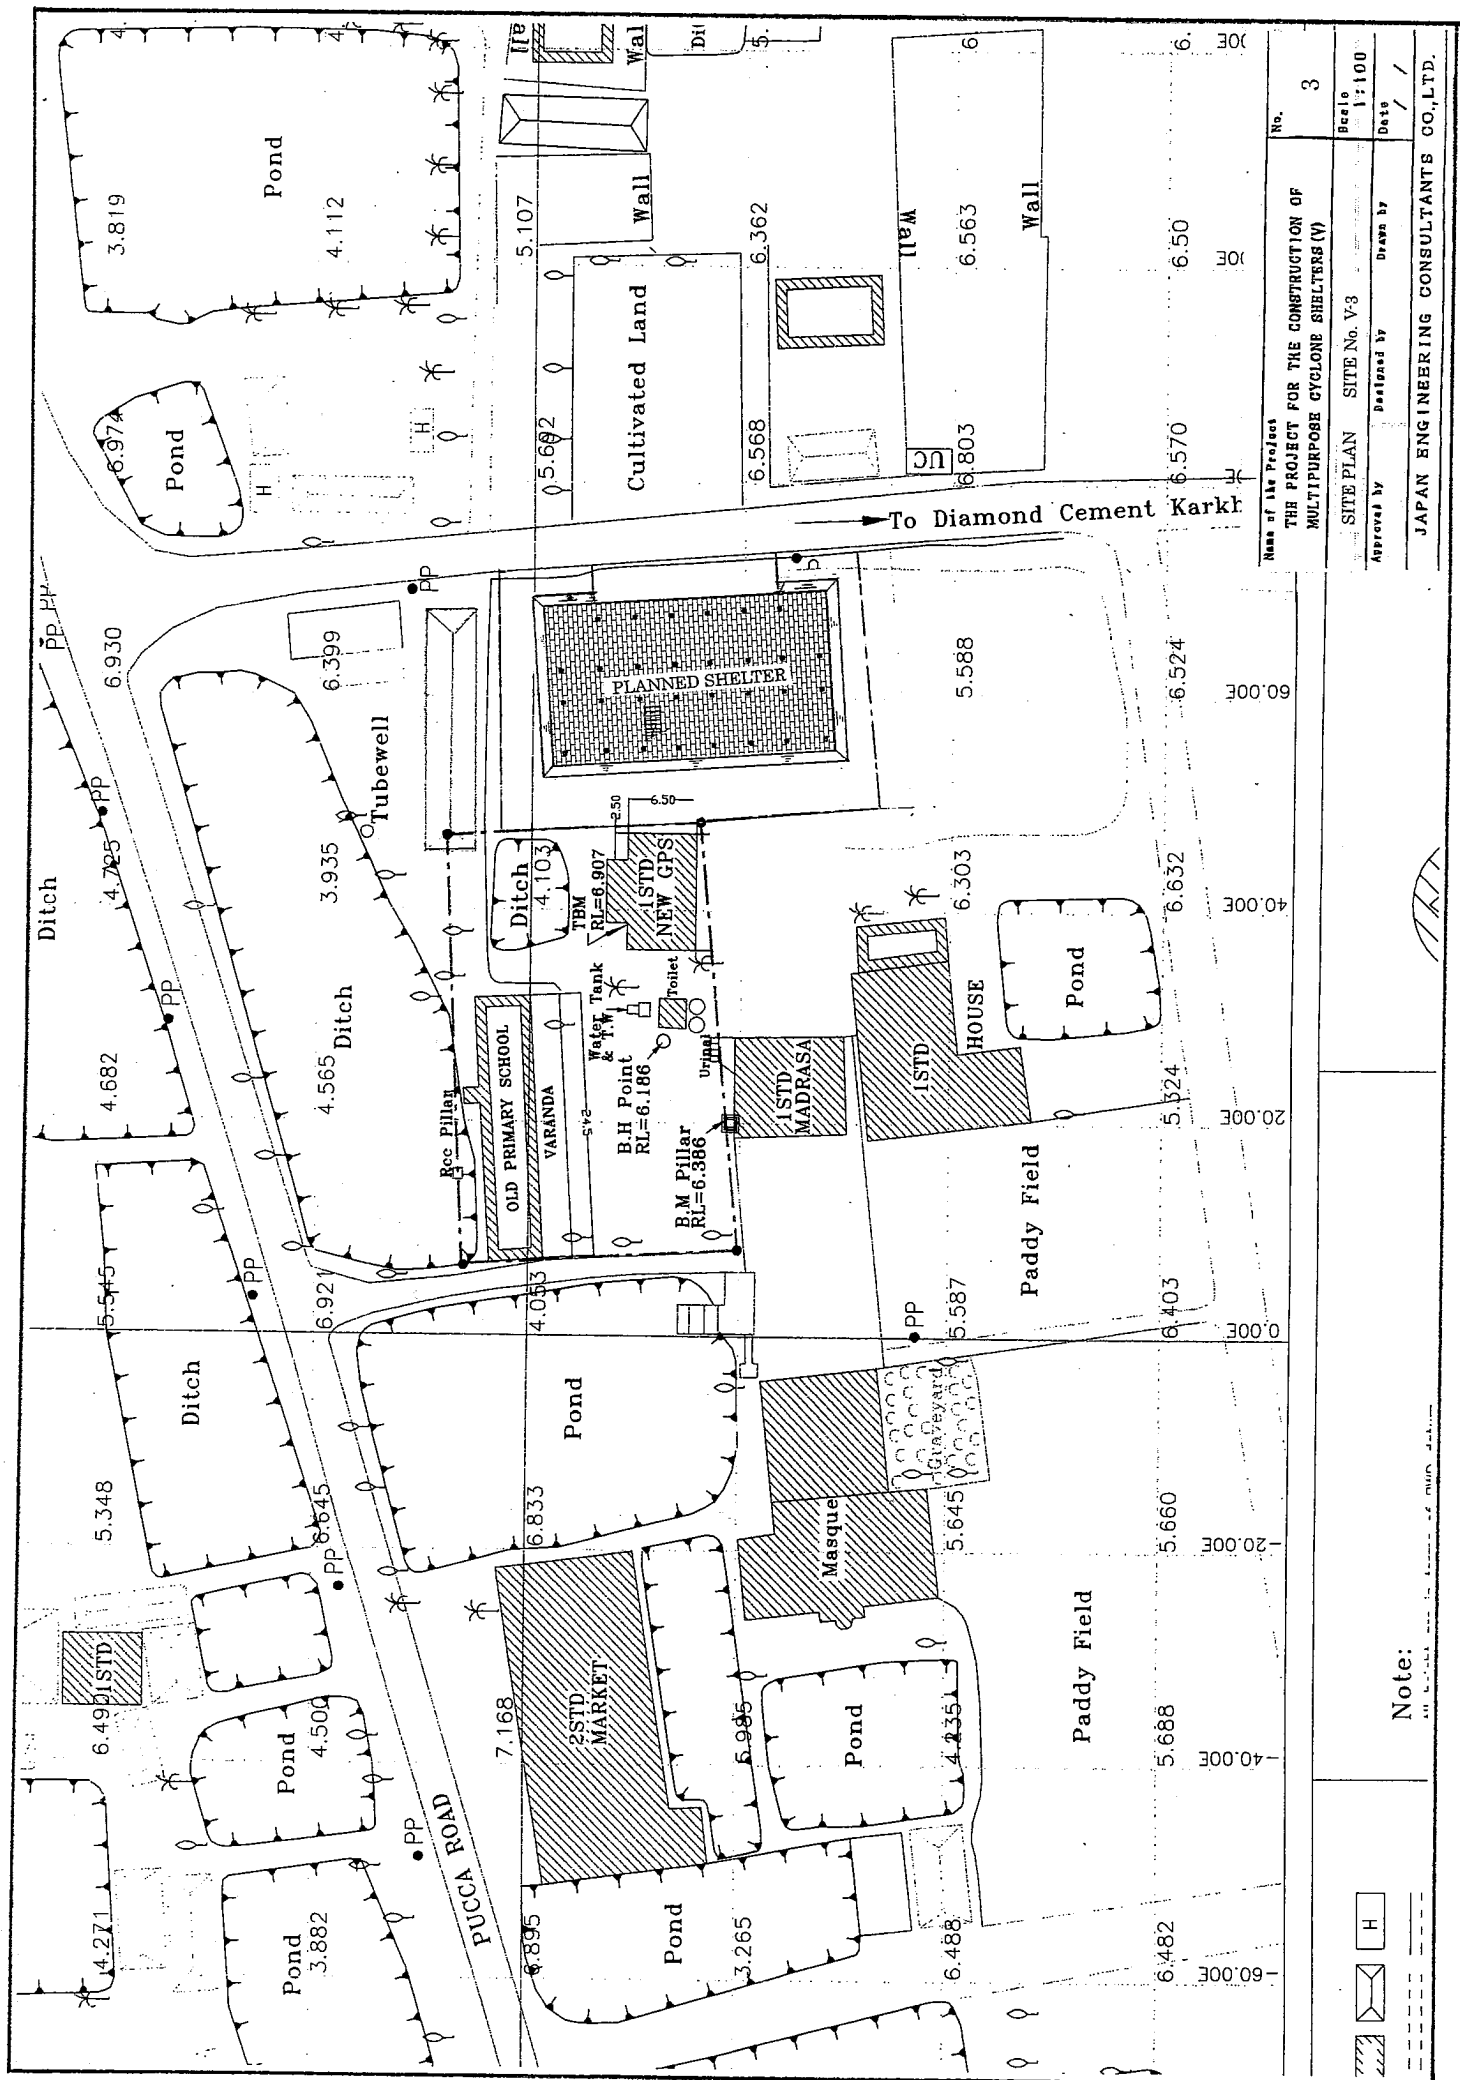 Pond
3.819
4.112
Wall
5.107
Wall
6.362
Wall
6.563
Wall
6.50
6.974
Pond
H
H
5.602
Cultivated Land
6.568
UC
6.803
6.570
To Diamond Cement
PP
PP
PP
6.930
6.399
PLANNED SHELTER
5.588
6.524
60.00E
Ditch
PP
4.725
Tubewell
3.935
Ditch
4.103
2.50
6.50
TBM
RL=6.907
1STD
NEW GPS
6.303
6.632
40.00E
PP
4.682
Ditch
4.565
Water Tank
& T.W
Toilet
B.H Point
RL=6.186
Urinal
1STD
MADRASA
1STD
HOUSE
Pond
5.324
20.00E
Rcc Pillar
OLD PRIMARY SCHOOL
VARANDA
24.5
B.M Pillar
RL=6.386
Paddy Field
PP
6.921
4.053
PP
5.587
6.403
0.00E
Ditch
5.348
6.645
PP
Pond
6.833
Masque
Graveyard
5.645
5.660
-20.00E
1STD
Pond
4.500
7.168
2STD
MARKET
5.985
Pond
4.235
Paddy Field
5.688
-40.00E
PP
PUCCA ROAD
4.271
Pond
3.882
6.895
Pond
3.265
6.488
6.482
-60.00E
Name of the Project
THE PROJECT FOR THE CONSTRUCTION OF
MULTIPURPOSE CYCLONE SHELTERS (V)
No.
3
SITE PLAN SITE No. V-3
Scale
1:100
Approved by Designed by Drawn by Date / /
JAPAN ENGINEERING CONSULTANTS CO.,LTD.
Note:
H